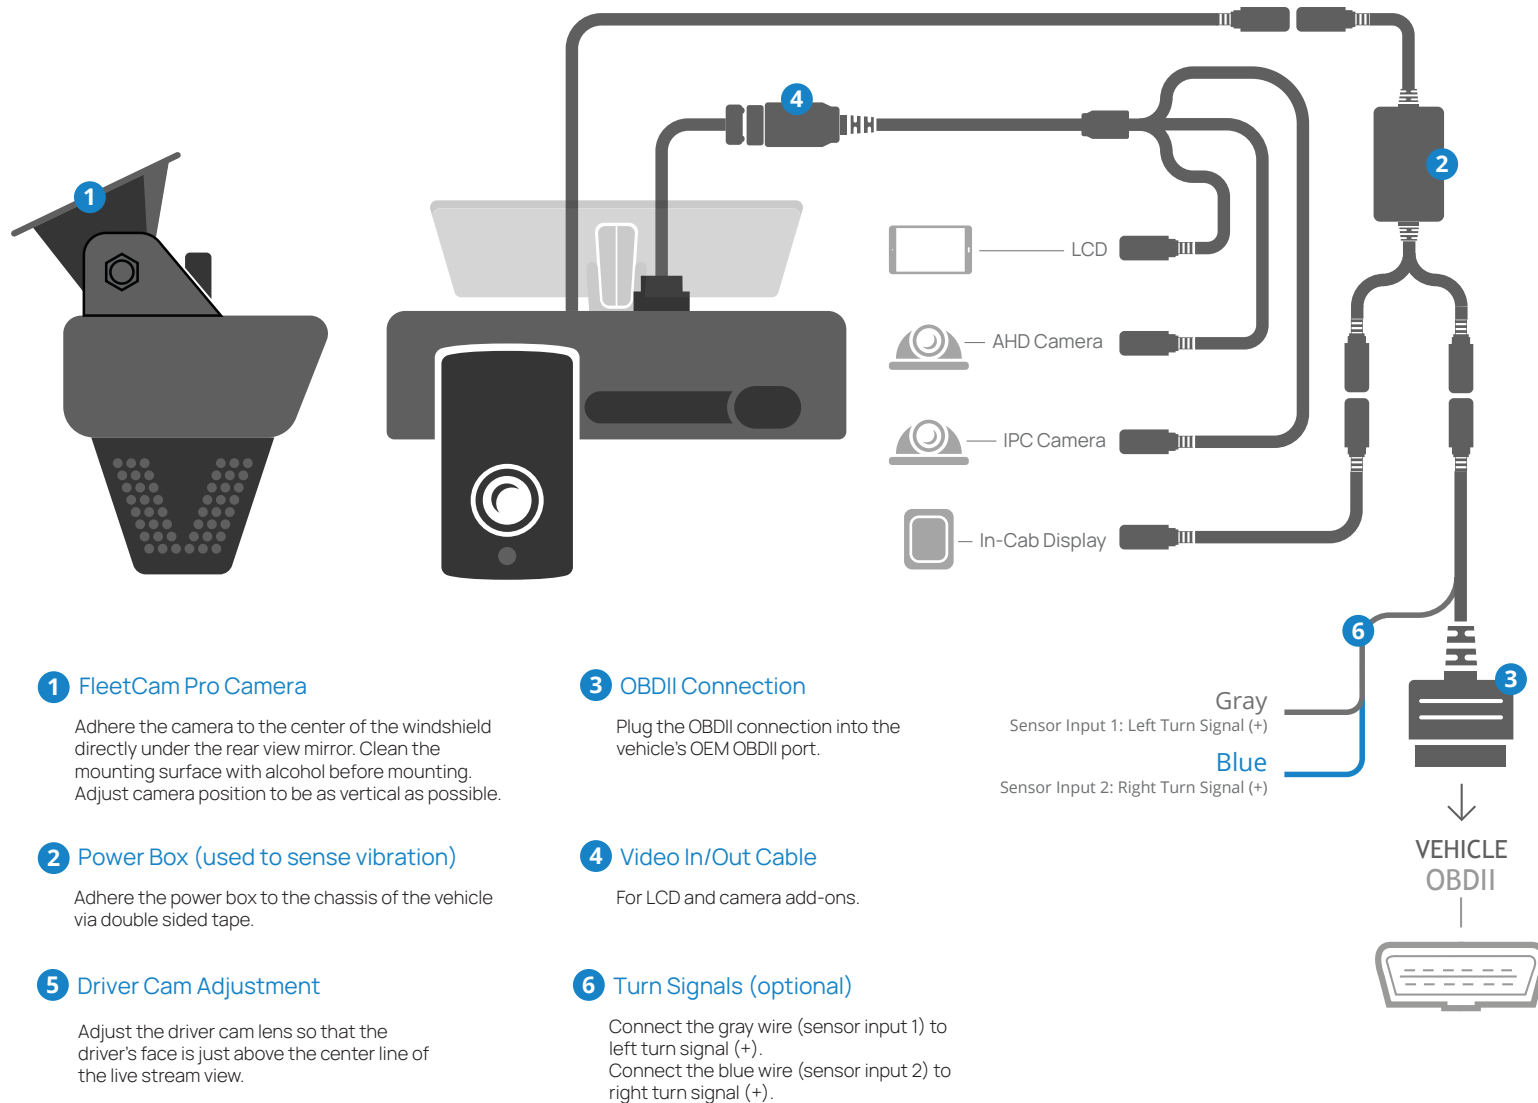 4
2
1
LCD
AHD Camera
IPC Camera
In-Cab Display
6
3
Gray
Sensor Input 1: Left Turn Signal (+)
Blue
Sensor Input 2: Right Turn Signal (+)
VEHICLE
OBDII
1 FleetCam Pro Camera
Adhere the camera to the center of the windshield
directly under the rear view mirror. Clean the
mounting surface with alcohol before mounting.
Adjust camera position to be as vertical as possible.
2 Power Box (used to sense vibration)
Adhere the power box to the chassis of the vehicle
via double sided tape.
5 Driver Cam Adjustment
Adjust the driver cam lens so that the
driver's face is just above the center line of
the live stream view.
3 OBDII Connection
Plug the OBDII connection into the
vehicle's OEM OBDII port.
4 Video In/Out Cable
For LCD and camera add-ons.
6 Turn Signals (optional)
Connect the gray wire (sensor input 1) to
left turn signal (+).
Connect the blue wire (sensor input 2) to
right turn signal (+).